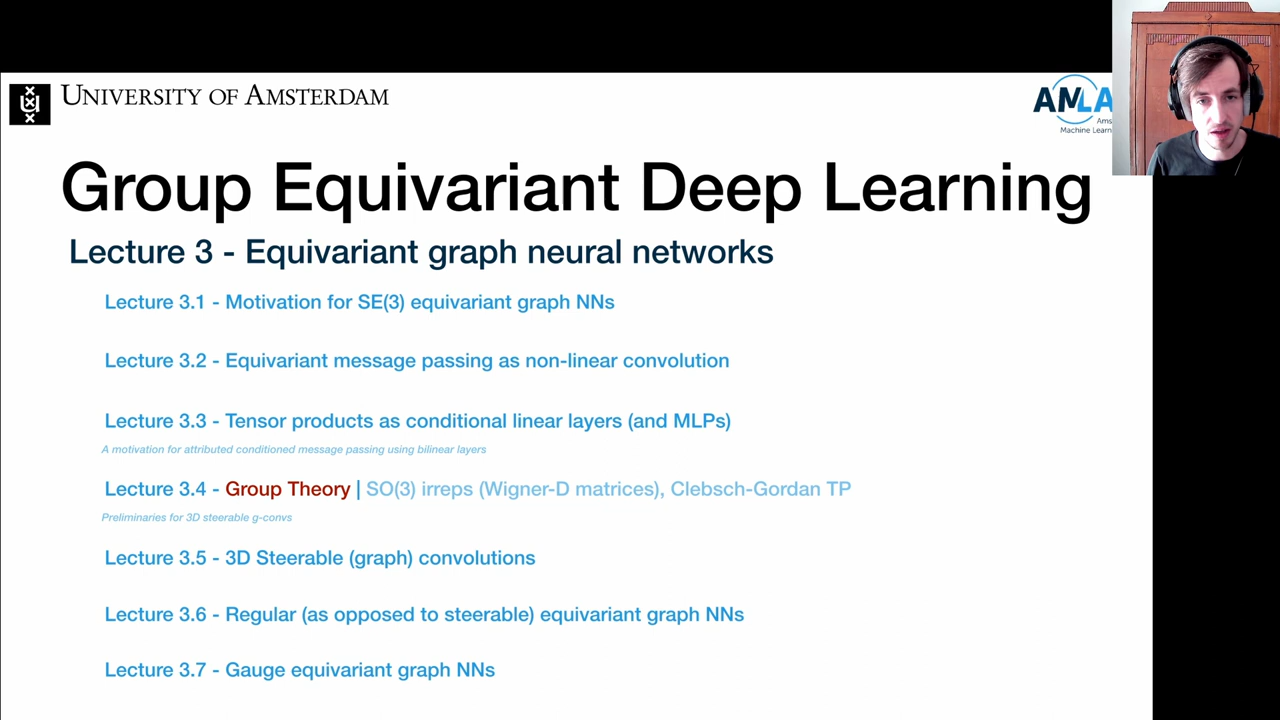 UNIVERSITY OF AMSTERDAM
AMLA
Ams
Machine Learn
Group Equivariant Deep Learning
Lecture 3 - Equivariant graph neural networks
Lecture 3.1 - Motivation for SE(3) equivariant graph NNs
Lecture 3.2 - Equivariant message passing as non-linear convolution
Lecture 3.3 - Tensor products as conditional linear layers (and MLPs)
A motivation for attributed conditioned message passing using bilinear layers
Lecture 3.4 - Group Theory | SO(3) irreps (Wigner-D matrices), Clebsch-Gordan TP
Preliminaries for 3D steerable g-convs
Lecture 3.5 - 3D Steerable (graph) convolutions
Lecture 3.6 - Regular (as opposed to steerable) equivariant graph NNs
Lecture 3.7 - Gauge equivariant graph NNs